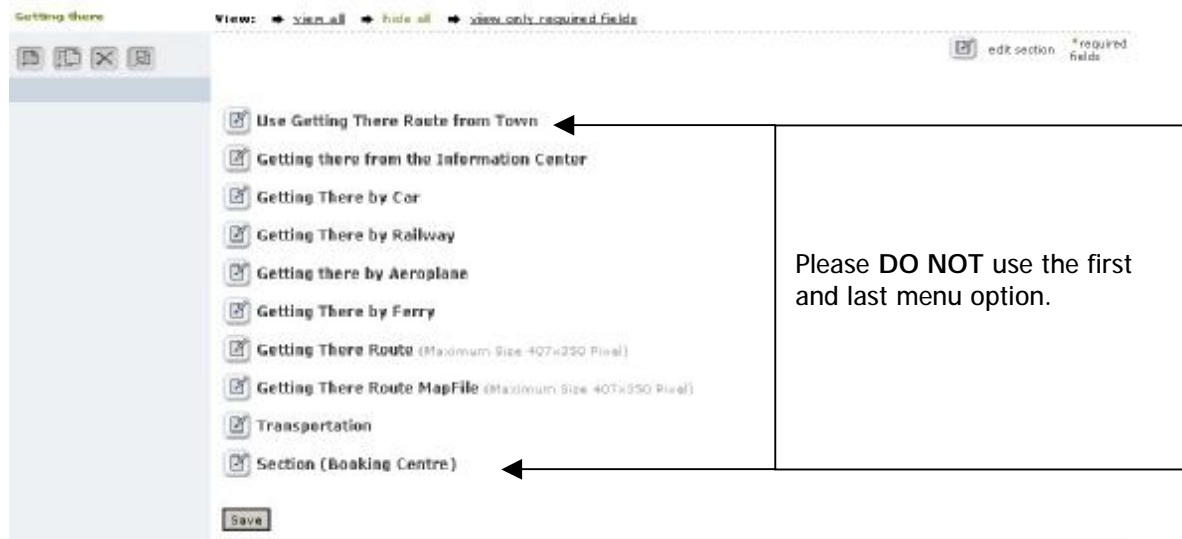 Getting there
View: view all hide all view only required fields
edit section *required
fields
Use Getting There Route from Town
Getting there from the Information Center
Getting There by Car
Getting There by Railway
Getting there by Aeroplane
Getting There by Ferry
Getting There Route (Maximum Size 407x350 Pixel)
Getting There Route MapFile (Maximum Size 407x350 Pixel)
Transportation
Section (Booking Centre)
Save
Please DO NOT use the first
and last menu option.